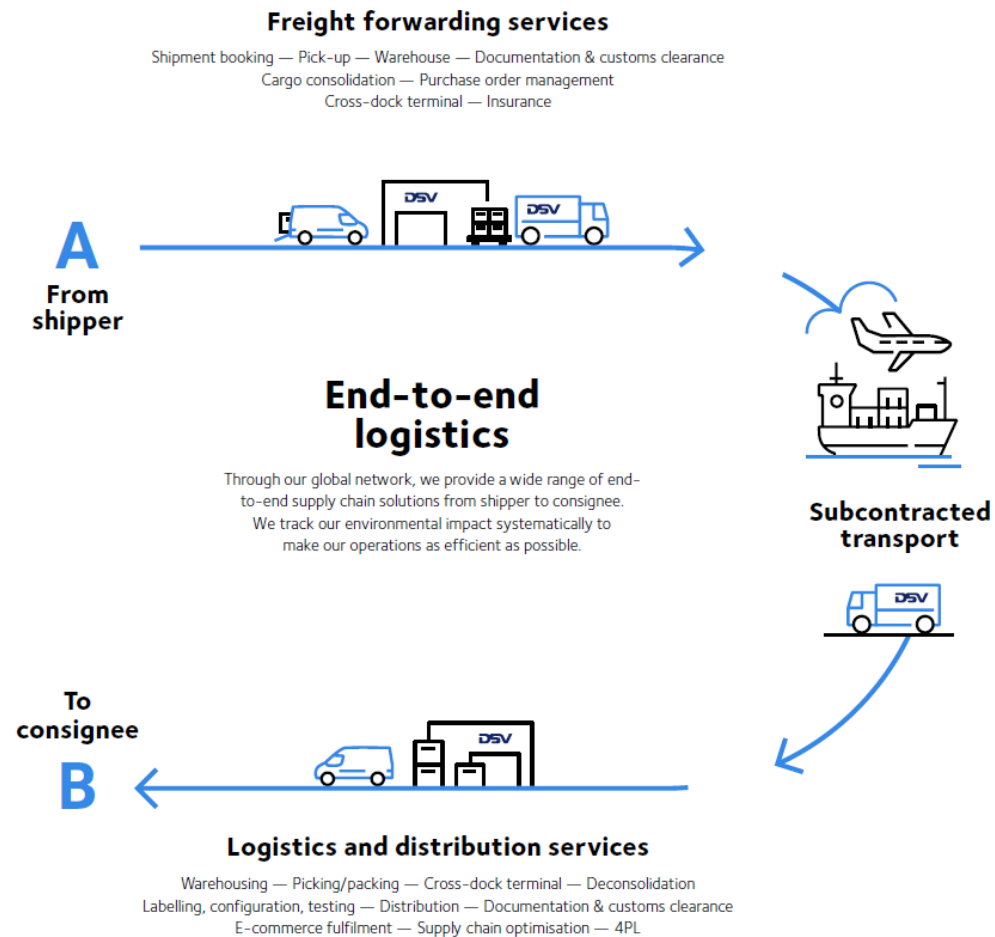 Freight forwarding services
Shipment booking — Pick-up — Warehouse — Documentation & customs clearance
Cargo consolidation — Purchase order management
Cross-dock terminal — Insurance
DSV
DSV
A
From
shipper
End-to-end
logistics
Through our global network, we provide a wide range of end-
to-end supply chain solutions from shipper to consignee.
We track our environmental impact systematically to
make our operations as efficient as possible.
Subcontracted
transport
DSV
To
consignee
B
DSV
Logistics and distribution services
Warehousing — Picking/packing — Cross-dock terminal — Deconsolidation
Labelling, configuration, testing — Distribution — Documentation & customs clearance
E-commerce fulfilment — Supply chain optimisation — 4PL